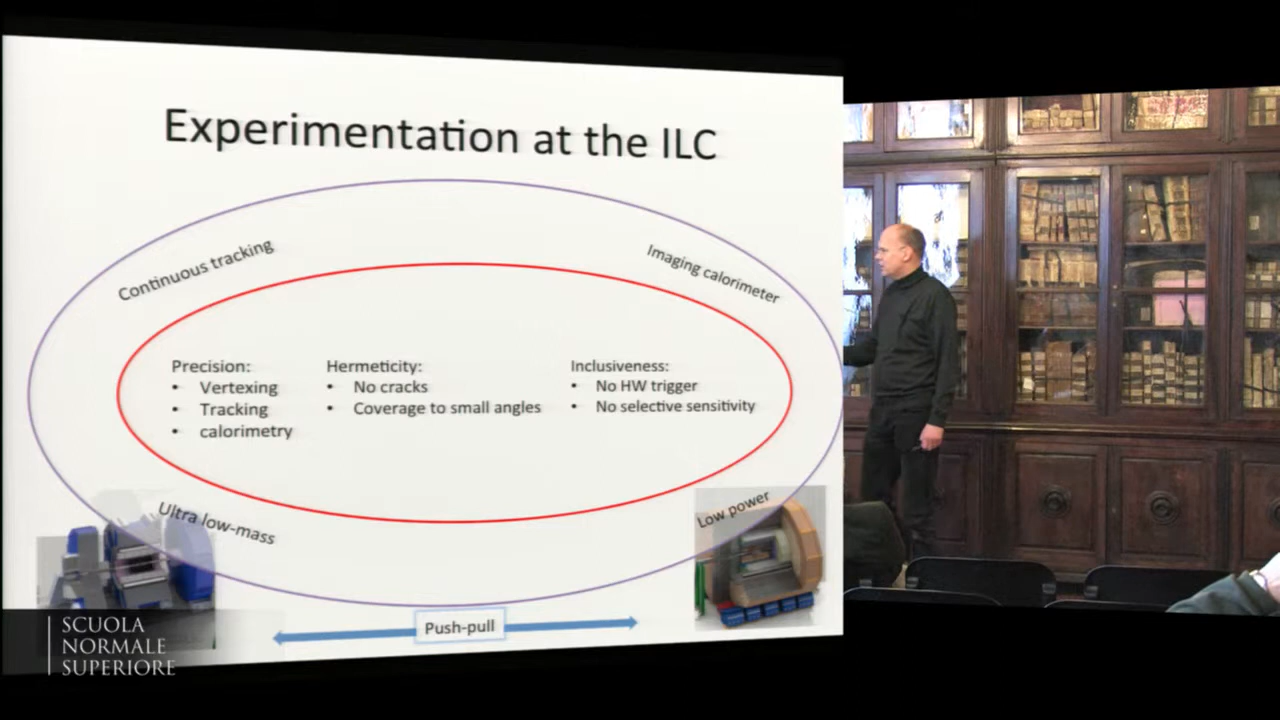 Experimentation at the ILC
Continuous tracking
Imaging calorimeter
Precision:
• Vertexing
• Tracking
• calorimetry
Hermeticity:
• No cracks
• Coverage to small angles
Inclusiveness:
• No HW trigger
• No selective sensitivity
Ultra low-mass
Low power
Push-pull
SCUOLA
NORMALE
SUPERIORE